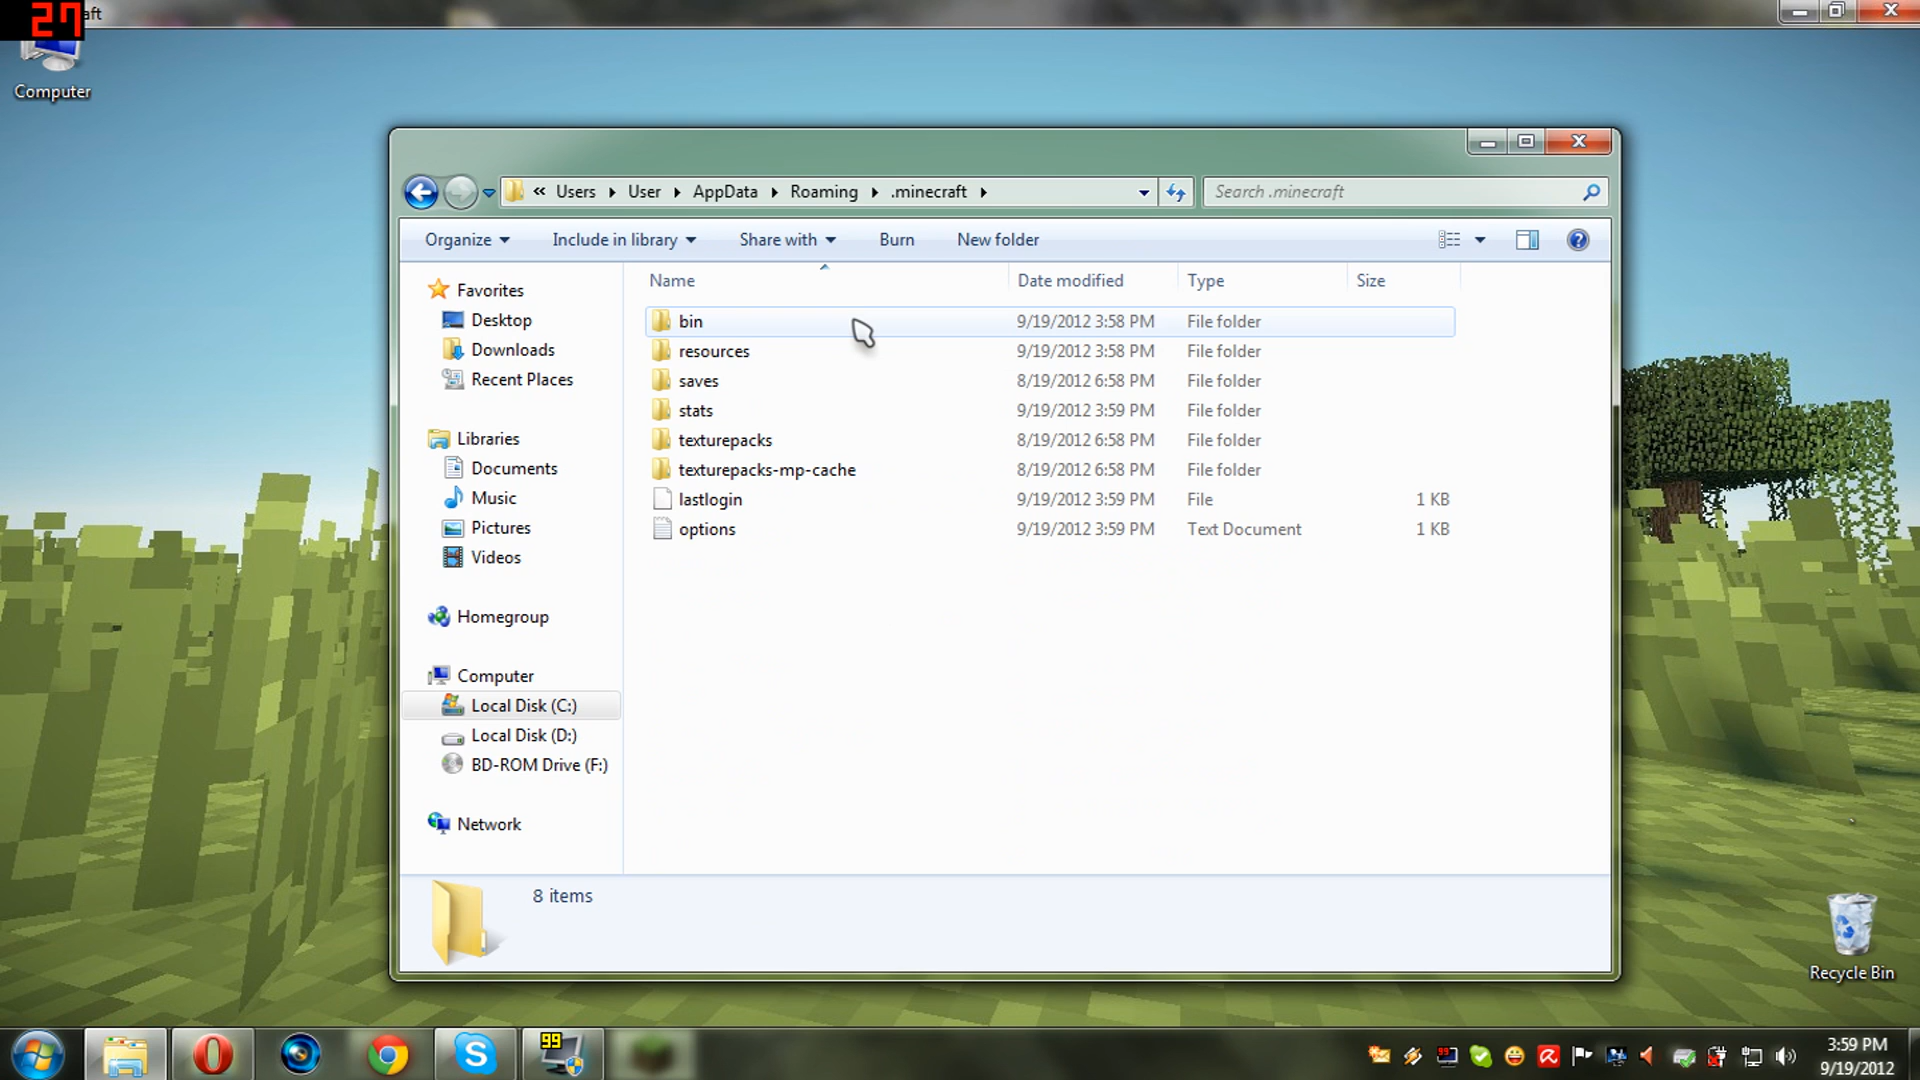 27
aft
Computer
« Users ▸ User ▸ AppData ▸ Roaming ▸ .minecraft ▸
Search .minecraft
Organize
Include in library
Share with
Burn
New folder
Name
Date modified
Type
Size
Favorites
Desktop
Downloads
Recent Places
Libraries
Documents
Music
Pictures
Videos
Homegroup
Computer
Local Disk (C:)
Local Disk (D:)
BD-ROM Drive (F:)
Network
bin 9/19/2012 3:58 PM File folder
resources 9/19/2012 3:58 PM File folder
saves 8/19/2012 6:58 PM File folder
stats 9/19/2012 3:59 PM File folder
texturepacks 8/19/2012 6:58 PM File folder
texturepacks-mp-cache 8/19/2012 6:58 PM File folder
lastlogin 9/19/2012 3:59 PM File 1 KB
options 9/19/2012 3:59 PM Text Document 1 KB
8 items
Recycle Bin
99
3:59 PM
9/19/2012